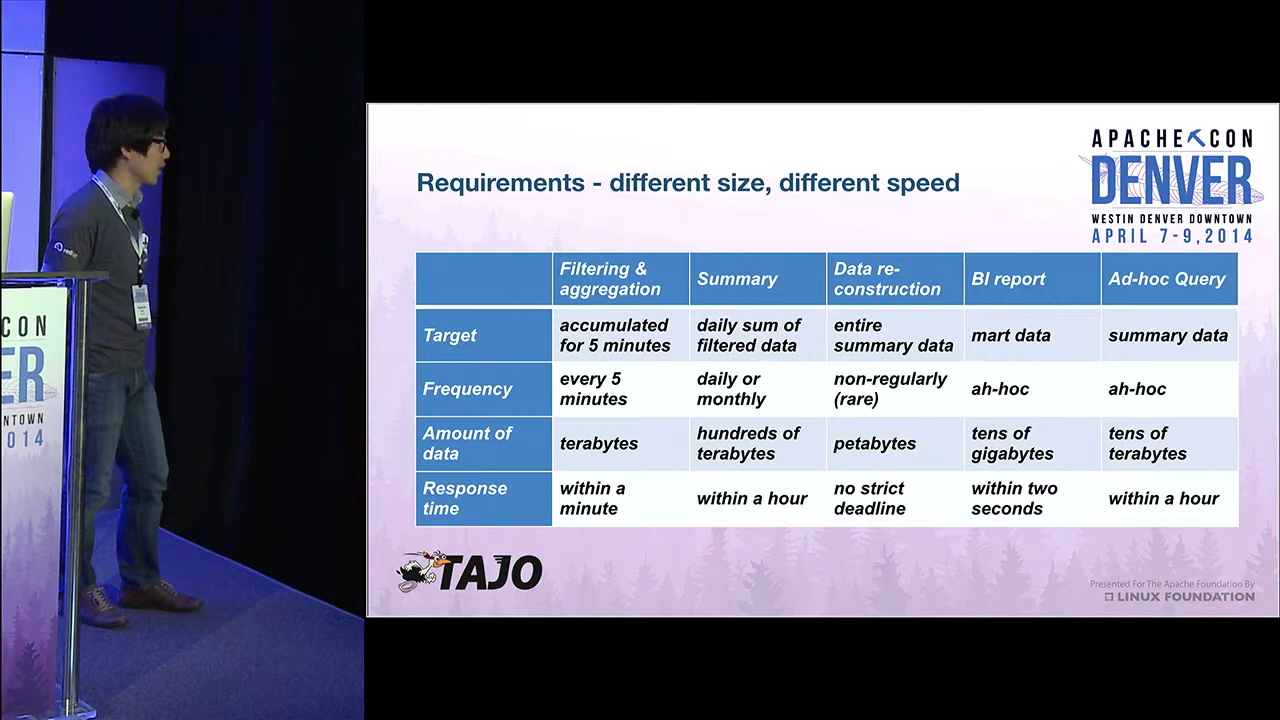 APACHE CON
DENVER
WESTIN DENVER DOWNTOWN
APRIL 7-9, 2014
Requirements - different size, different speed
Filtering & aggregation Summary Data re-construction BI report Ad-hoc Query
Target accumulated for 5 minutes daily sum of filtered data entire summary data mart data summary data
Frequency every 5 minutes daily or monthly non-regularly (rare) ah-hoc ah-hoc
Amount of data terabytes hundreds of terabytes petabytes tens of gigabytes tens of terabytes
Response time within a minute within a hour no strict deadline within two seconds within a hour
TAJO
Presented For The Apache Foundation By
LINUX FOUNDATION
CON
ER
NTOWN
2014